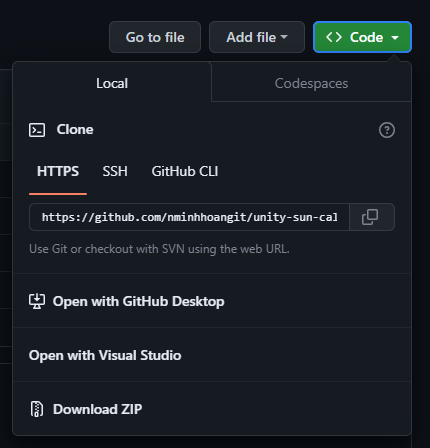 Go to file
Add file
<> Code
Local
Codespaces
Clone
HTTPS
SSH
GitHub CLI
https://github.com/nminhhoangit/unity-sun-cal
Use Git or checkout with SVN using the web URL.
Open with GitHub Desktop
Open with Visual Studio
Download ZIP